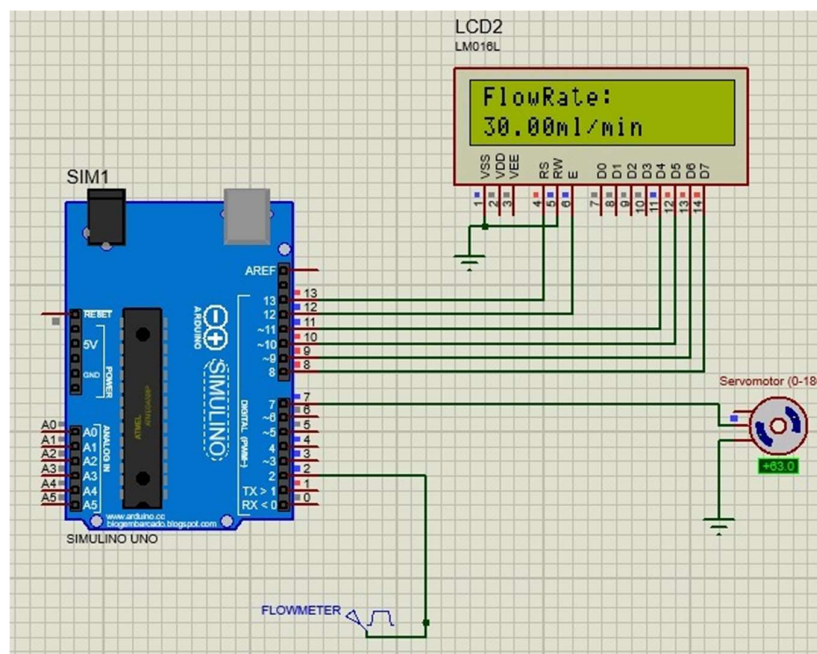 LCD2
LM016L
FlowRate:
30.00ml/min
VSS
VDD
VEE
RS
RW
E
D0
D1
D2
D3
D4
D5
D6
D7
1
2
3
4
5
6
7
8
9
10
11
12
13
14
SIM1
AREF
13 13
12 12
~11 11
~10 10
~9 9
8 8
RESET
5V
GND
POWER
ARDUINO
SIMULINO
ATMEL
DIGITAL (PWM~)
7 7
~6 6
~5 5
4 4
~3 3
2 2
TX > 1 1
RX < 0 0
ANALOG IN
A0 A0
A1 A1
A2 A2
A3 A3
A4 A4
A5 A5
www.arduino.cc
blogembarcado.blogspot.com
SIMULINO UNO
Servomotor (0-18
+63.0
FLOWMETER